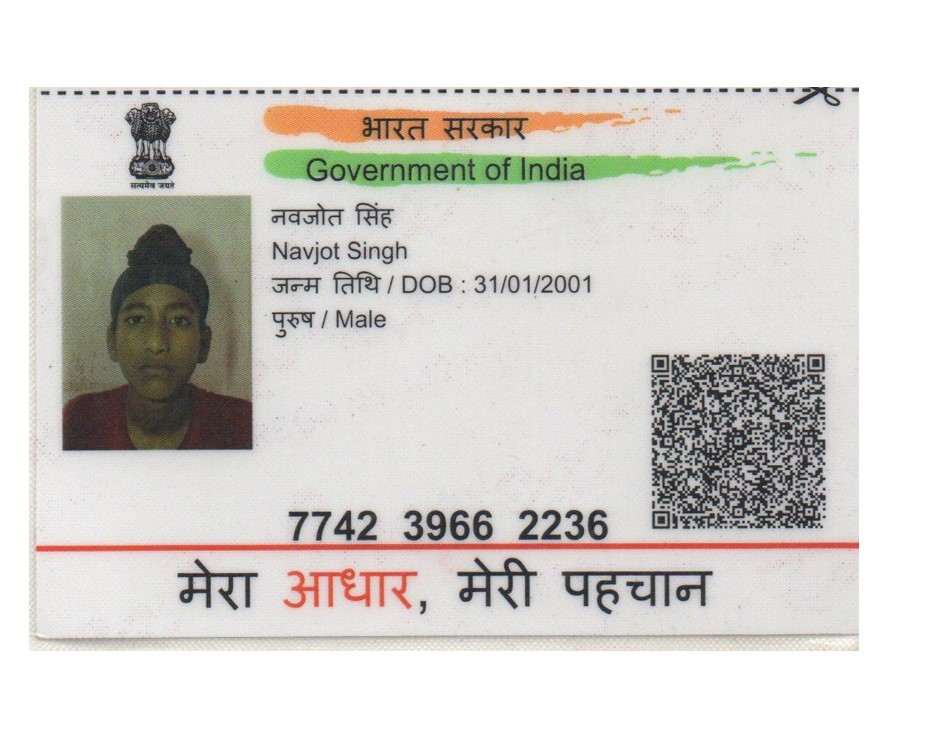 भारत सरकार
Government of India
सत्यमेव जयते
नवजोत सिंह
Navjot Singh
जन्म तिथि / DOB : 31/01/2001
पुरुष / Male
7742 3966 2236
मेरा आधार, मेरी पहचान